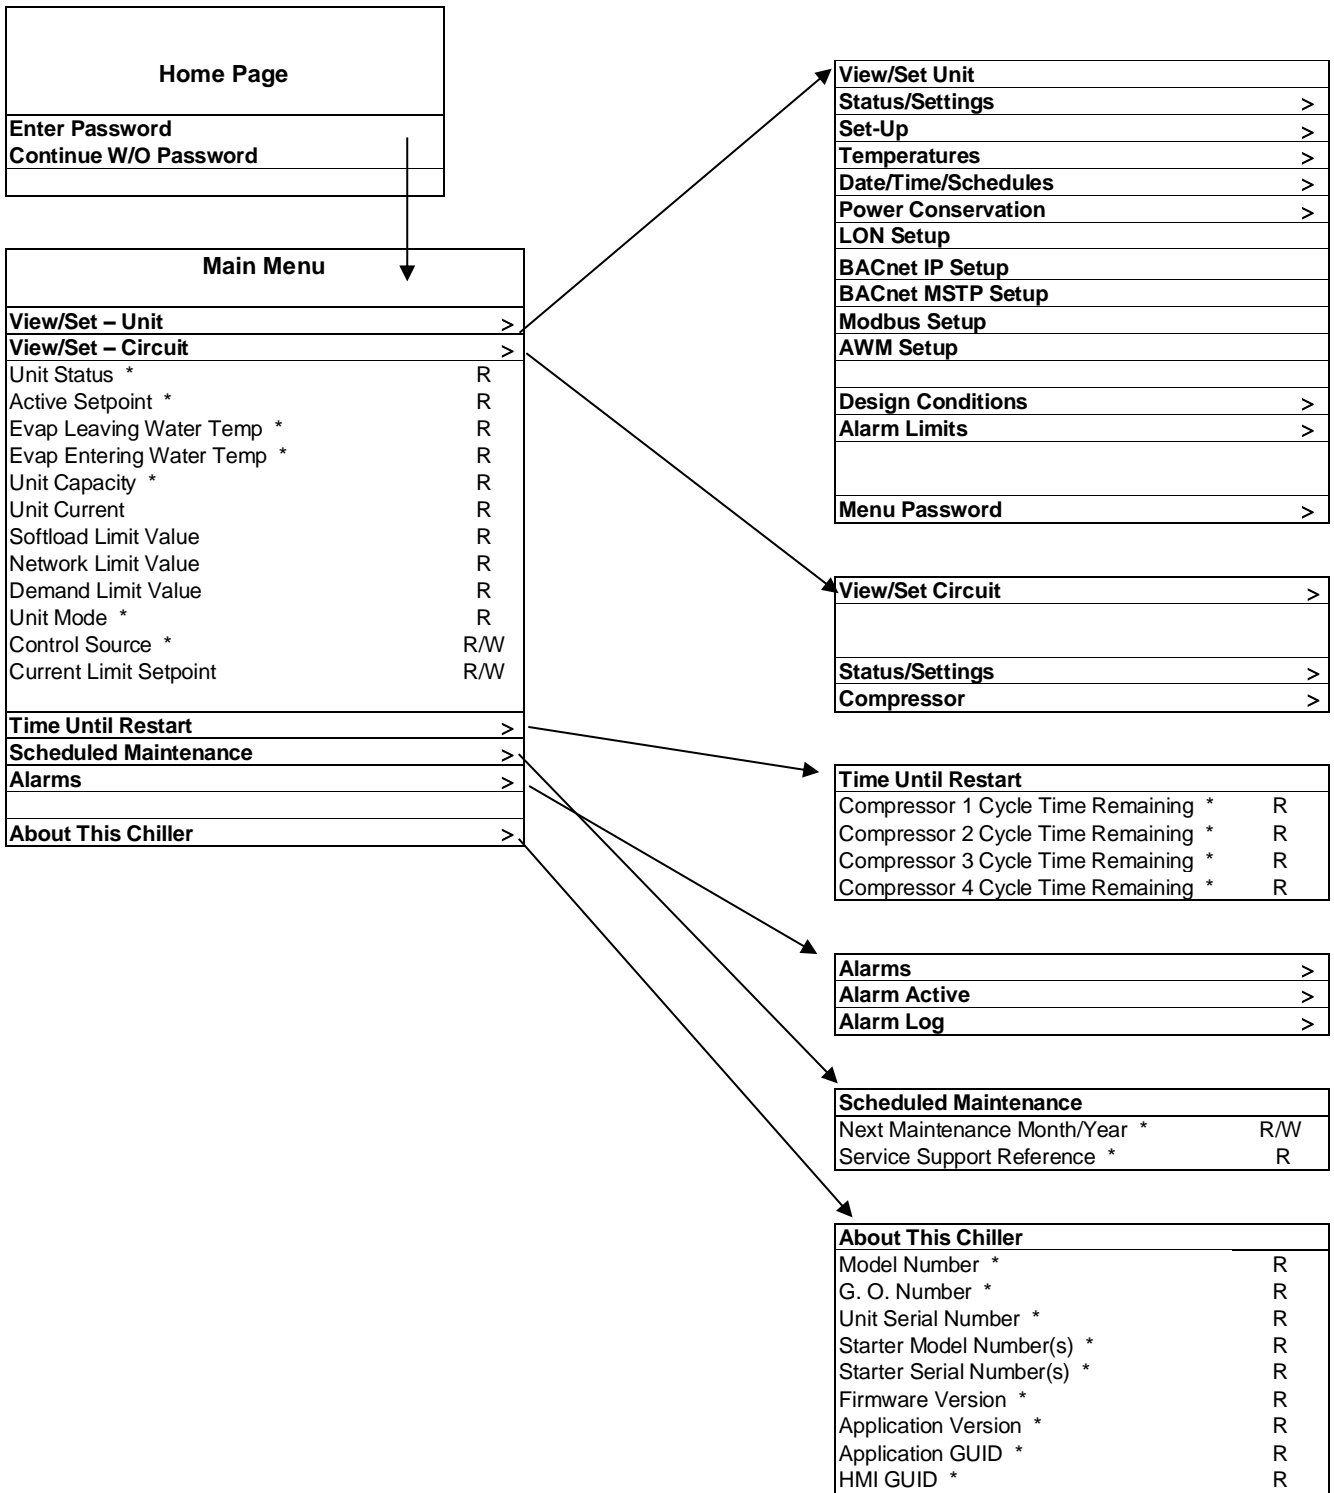 Home Page
Enter Password
Continue W/O Password
Main Menu
View/Set – Unit >
View/Set – Circuit >
Unit Status * R
Active Setpoint * R
Evap Leaving Water Temp * R
Evap Entering Water Temp * R
Unit Capacity * R
Unit Current R
Softload Limit Value R
Network Limit Value R
Demand Limit Value R
Unit Mode * R
Control Source * R/W
Current Limit Setpoint R/W
Time Until Restart >
Scheduled Maintenance >
Alarms >
About This Chiller >
View/Set Unit
Status/Settings >
Set-Up >
Temperatures >
Date/Time/Schedules >
Power Conservation >
LON Setup
BACnet IP Setup
BACnet MSTP Setup
Modbus Setup
AWM Setup
Design Conditions >
Alarm Limits >
Menu Password >
View/Set Circuit >
Status/Settings >
Compressor >
Time Until Restart
Compressor 1 Cycle Time Remaining * R
Compressor 2 Cycle Time Remaining * R
Compressor 3 Cycle Time Remaining * R
Compressor 4 Cycle Time Remaining * R
Alarms >
Alarm Active >
Alarm Log >
Scheduled Maintenance
Next Maintenance Month/Year * R/W
Service Support Reference * R
About This Chiller
Model Number * R
G. O. Number * R
Unit Serial Number * R
Starter Model Number(s) * R
Starter Serial Number(s) * R
Firmware Version * R
Application Version * R
Application GUID * R
HMI GUID * R